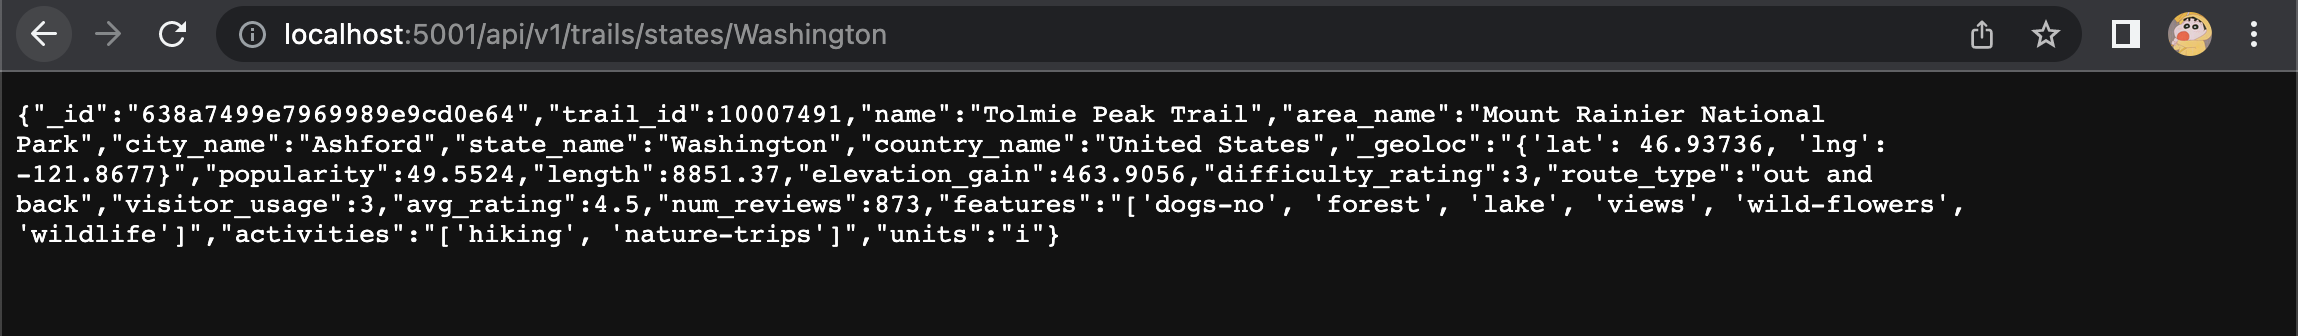 localhost:5001/api/v1/trails/states/Washington
{"_id":"638a7499e7969989e9cd0e64","trail_id":10007491,"name":"Tolmie Peak Trail","area_name":"Mount Rainier National
Park","city_name":"Ashford","state_name":"Washington","country_name":"United States","_geoloc":"{'lat': 46.93736, 'lng':
-121.8677}","popularity":49.5524,"length":8851.37,"elevation_gain":463.9056,"difficulty_rating":3,"route_type":"out and
back","visitor_usage":3,"avg_rating":4.5,"num_reviews":873,"features":"['dogs-no', 'forest', 'lake', 'views', 'wild-flowers',
'wildlife']","activities":"['hiking', 'nature-trips']","units":"i"}